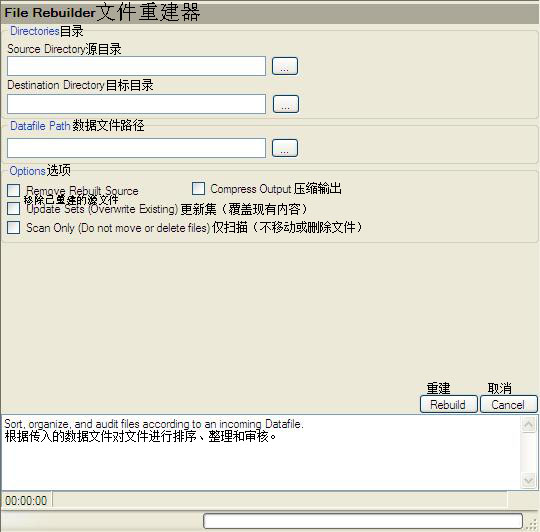 File Rebuilder文件重建器
Directories目录
Source Directory源目录
...
Destination Directory目标目录
...
Datafile Path数据文件路径
...
Options选项
Remove Rebuilt Source Compress Output 压缩输出
移除已重建的源文件
Update Sets (Overwrite Existing) 更新集（覆盖现有内容）
Scan Only (Do not move or delete files) 仅扫描（不移动或删除文件）
重建 取消
Rebuild Cancel
Sort, organize, and audit files according to an incoming Datafile.
根据传入的数据文件对文件进行排序、整理和审核。
00:00:00